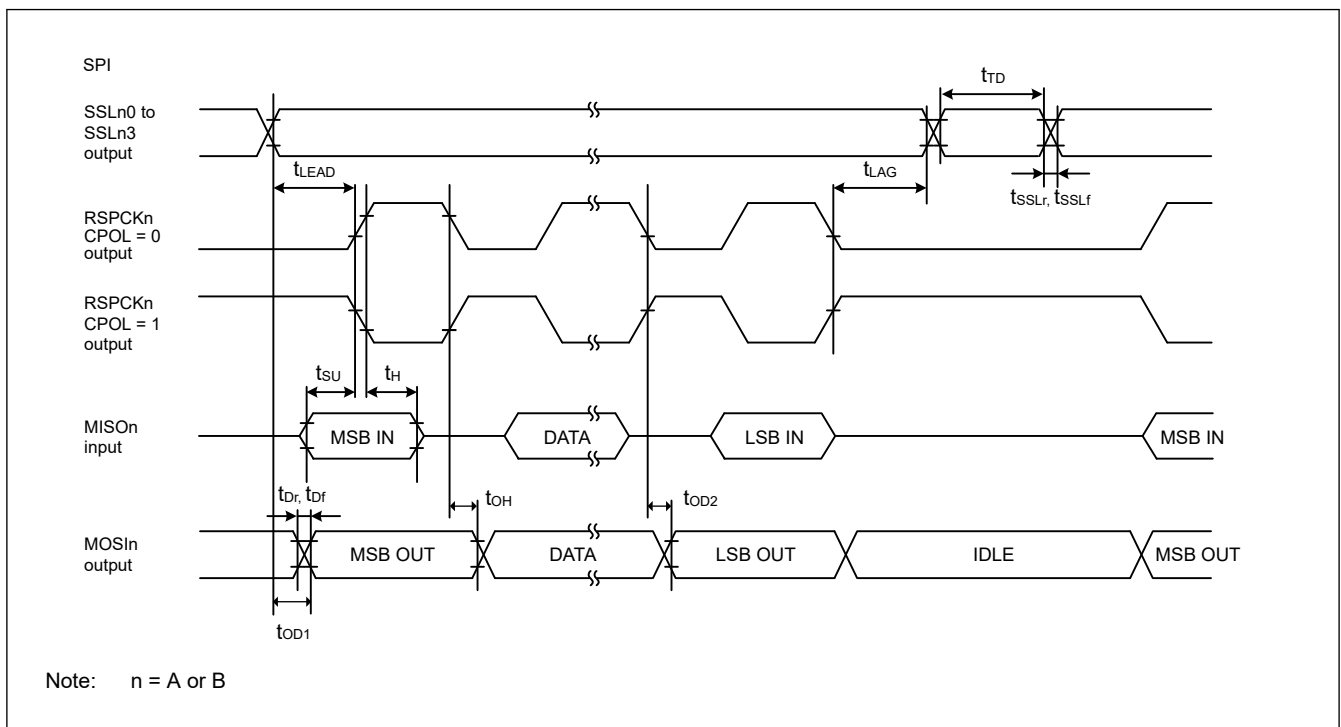 SPI
SSLn0 to
SSLn3
output
tTD
tLEAD
tLAG
tSSLr, tSSLf
RSPCKn
CPOL = 0
output
RSPCKn
CPOL = 1
output
tSU
tH
MISOn
input
MSB IN
DATA
LSB IN
MSB IN
tDr, tDf
tOH
tOD2
MOSIn
output
MSB OUT
DATA
LSB OUT
IDLE
MSB OUT
tOD1
Note: n = A or B